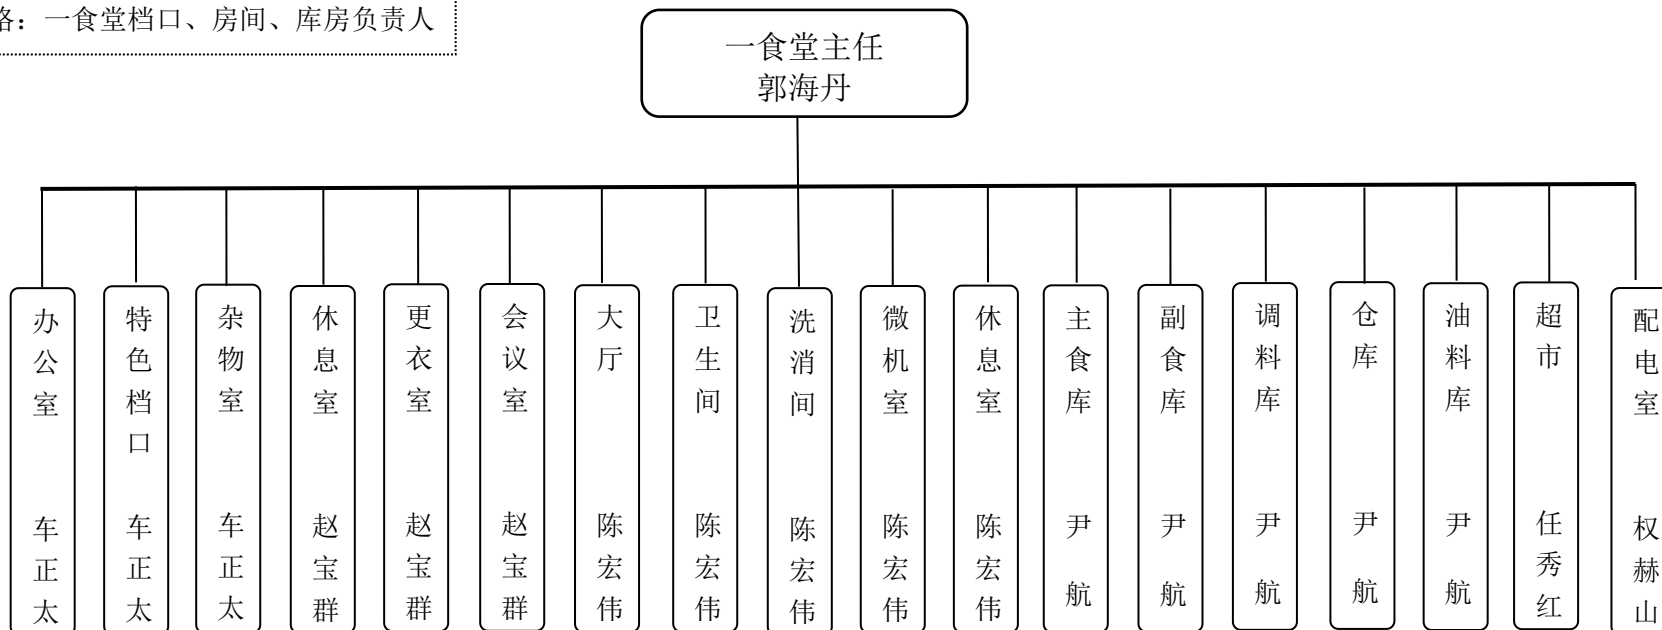 络：一食堂档口、房间、库房负责人
一食堂主任
郭海丹
办公室 车正太
特色档口 车正太
杂物室 车正太
休息室 赵宝群
更衣室 赵宝群
会议室 赵宝群
大厅 陈宏伟
卫生间 陈宏伟
洗消间 陈宏伟
微机室 陈宏伟
休息室 陈宏伟
主食库 尹航
副食库 尹航
调料库 尹航
仓库 尹航
油料库 尹航
超市 任秀红
配电室 权赫山